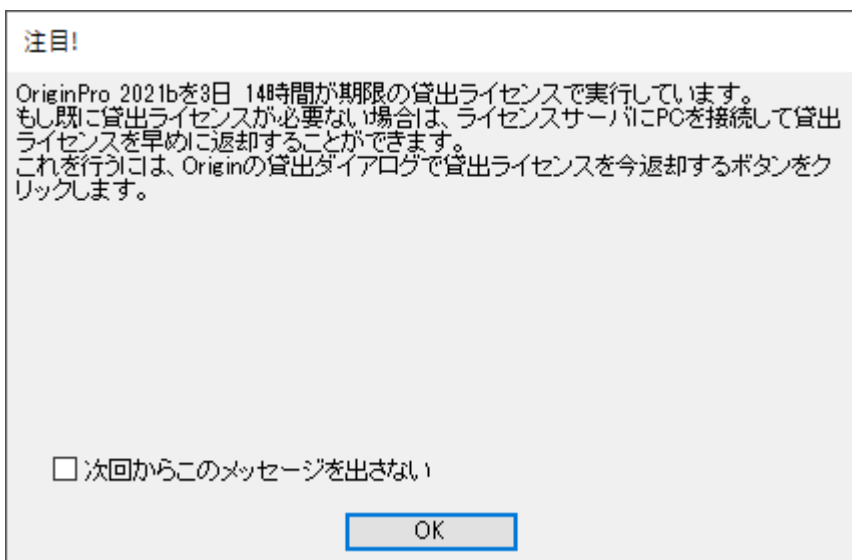 注目!
OriginPro 2021bを3日 14時間が期限の貸出ライセンスで実行しています。
もし既に貸出ライセンスが必要ない場合は、ライセンスサーバにPCを接続して貸出
ライセンスを早めに返却することができます。
これを行うには、Originの貸出ダイアログで貸出ライセンスを今返却するボタンをク
リックします。
次回からこのメッセージを出さない
OK